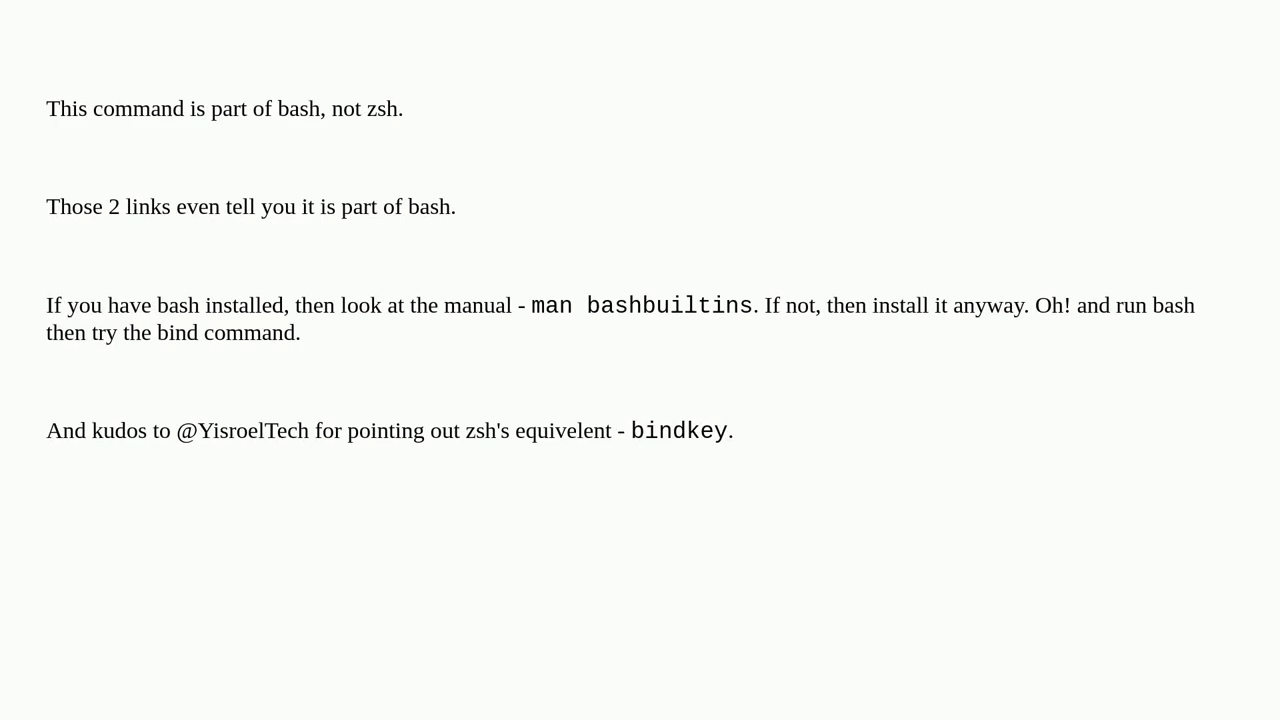 This command is part of bash, not zsh.
Those 2 links even tell you it is part of bash.
If you have bash installed, then look at the manual - man bashbuiltins. If not, then install it anyway. Oh! and run bash
then try the bind command.
And kudos to @YisroelTech for pointing out zsh's equivelent - bindkey.